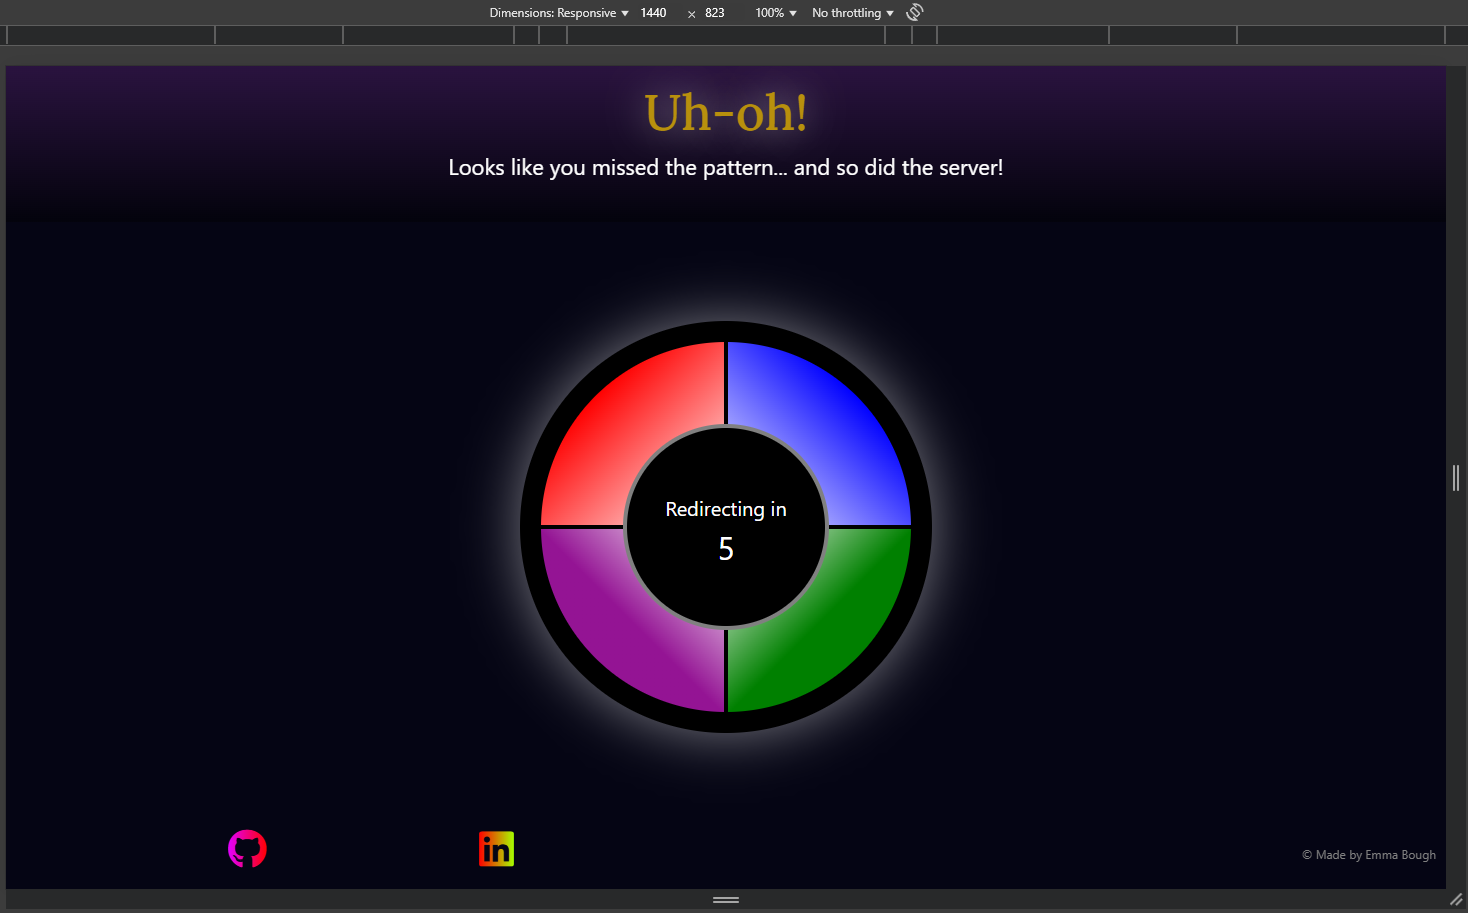 Dimensions: Responsive ▼ 1440 × 823 100% ▼ No throttling ▼
Uh-oh!
Looks like you missed the pattern... and so did the server!
Redirecting in
5
in
© Made by Emma Bough